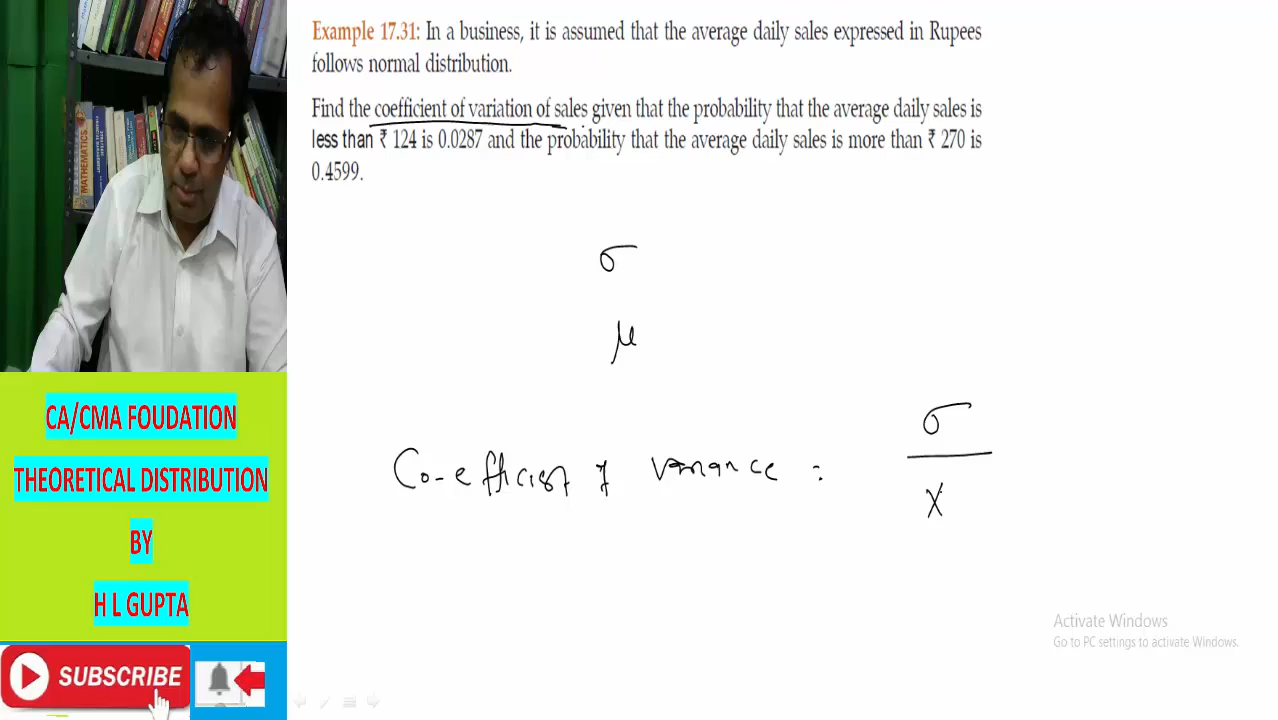 Example 17.31: In a business, it is assumed that the average daily sales expressed in Rupees
follows normal distribution.
Find the coefficient of variation of sales given that the probability that the average daily sales is
less than ₹ 124 is 0.0287 and the probability that the average daily sales is more than ₹ 270 is
0.4599.
σ
μ
Co-efficient of variance :
σ
X
MATHEMATICS
CA/CMA FOUDATION
THEORETICAL DISTRIBUTION
BY
H L GUPTA
SUBSCRIBE
Activate Windows
Go to PC settings to activate Windows.